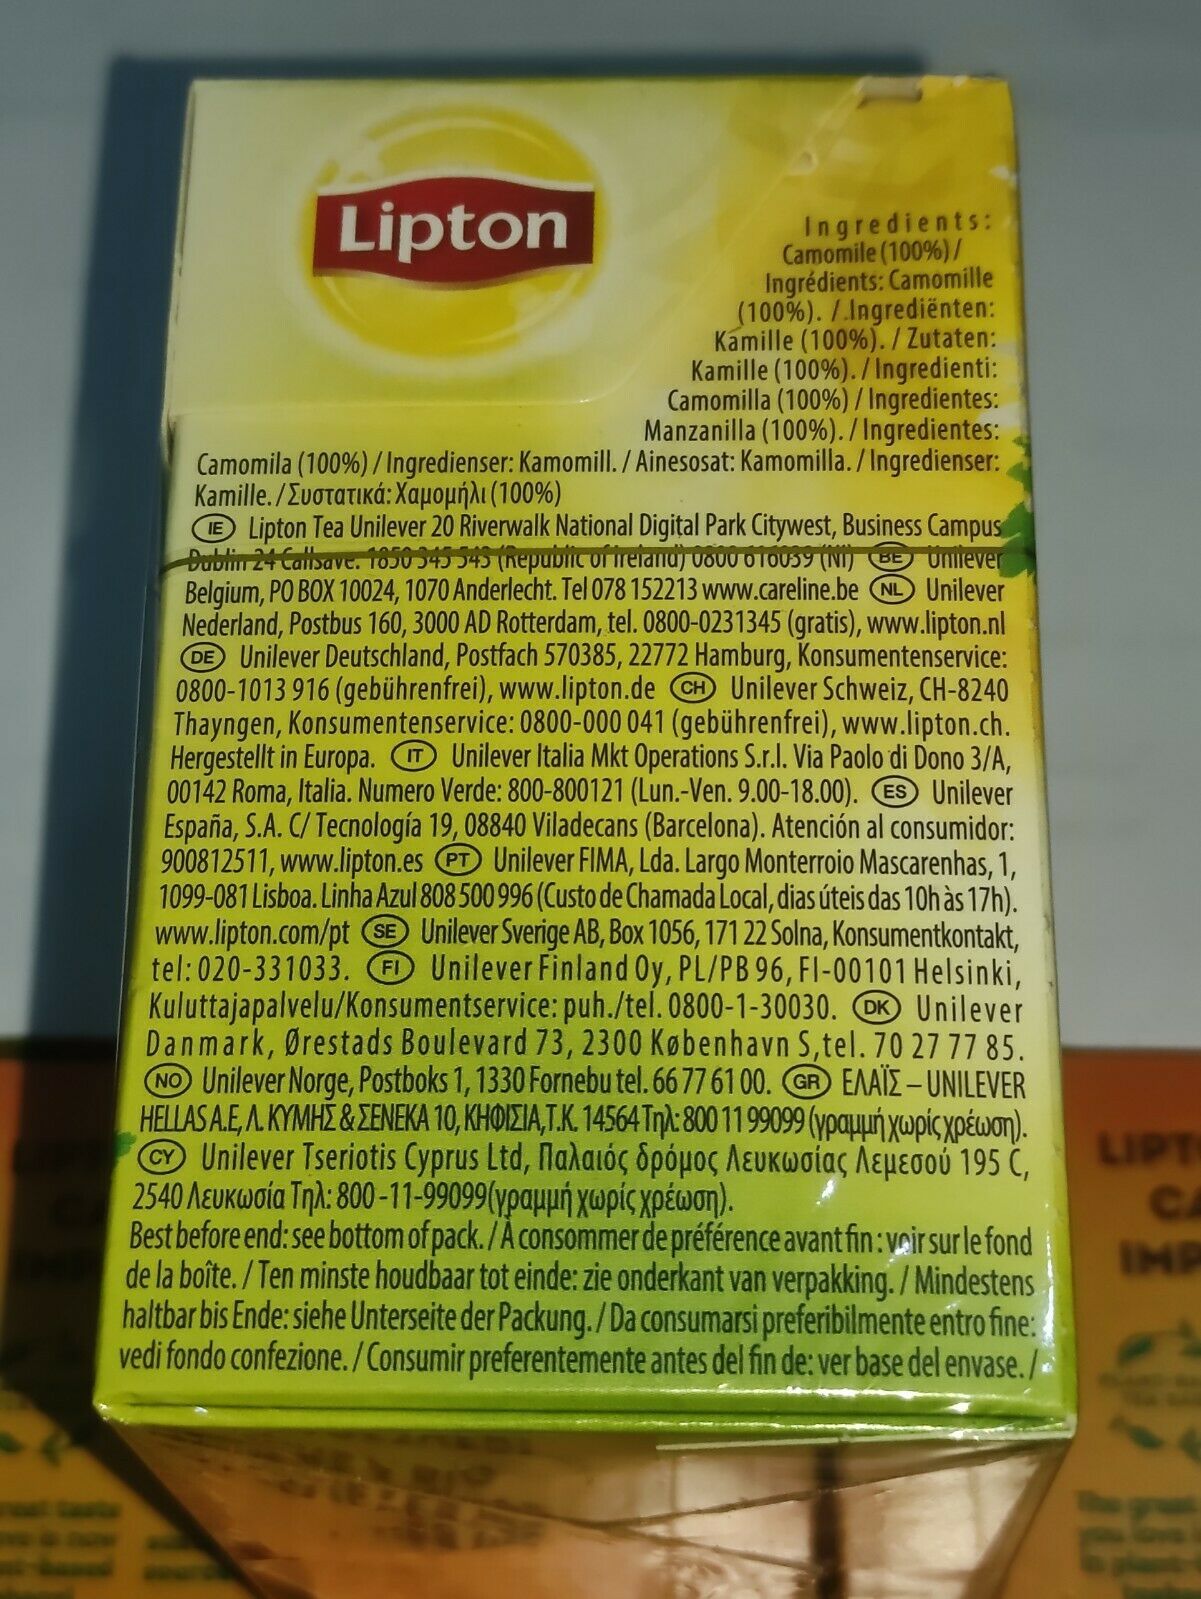 Lipton
Ingredients:
Camomile (100%) /
Ingrédients: Camomille
(100%). / Ingrediënten:
Kamille (100%). / Zutaten:
Kamille (100%). / Ingredienti:
Camomilla (100%) / Ingredientes:
Manzanilla (100%). / Ingredientes:
Camomila (100%) / Ingredienser: Kamomill. / Ainesosat: Kamomilla. / Ingredienser:
Kamille. / Συστατικά: Χαμομήλι (100%)
IE Lipton Tea Unilever 20 Riverwalk National Digital Park Citywest, Business Campus
Dublin 24 Callsave: 1850 345 543 (Republic of Ireland) 0800 616039 (NI) BE Unilever
Belgium, PO BOX 10024, 1070 Anderlecht. Tel 078 152213 www.careline.be NL Unilever
Nederland, Postbus 160, 3000 AD Rotterdam, tel. 0800-0231345 (gratis), www.lipton.nl
DE Unilever Deutschland, Postfach 570385, 22772 Hamburg, Konsumentenservice:
0800-1013 916 (gebührenfrei), www.lipton.de CH Unilever Schweiz, CH-8240
Thayngen, Konsumentenservice: 0800-000 041 (gebührenfrei), www.lipton.ch.
Hergestellt in Europa. IT Unilever Italia Mkt Operations S.r.l. Via Paolo di Dono 3/A,
00142 Roma, Italia. Numero Verde: 800-800121 (Lun.-Ven. 9.00-18.00). ES Unilever
España, S.A. C/ Tecnología 19, 08840 Viladecans (Barcelona). Atención al consumidor:
900812511, www.lipton.es PT Unilever FIMA, Lda. Largo Monterroio Mascarenhas, 1,
1099-081 Lisboa. Linha Azul 808 500 996 (Custo de Chamada Local, dias úteis das 10h às 17h).
www.lipton.com/pt SE Unilever Sverige AB, Box 1056, 171 22 Solna, Konsumentkontakt,
tel: 020-331033. FI Unilever Finland Oy, PL/PB 96, FI-00101 Helsinki,
Kuluttajapalvelu/Konsumentservice: puh./tel. 0800-1-30030. DK Unilever
Danmark, Ørestads Boulevard 73, 2300 København S, tel. 70 27 77 85.
NO Unilever Norge, Postboks 1, 1330 Fornebu tel. 66 77 61 00. GR ΕΛΑΪΣ – UNILEVER
HELLAS A.E, Λ. ΚΥΜΗΣ & ΣΕΝΕΚΑ 10, ΚΗΦΙΣΙΑ, Τ.Κ. 14564 Τηλ: 800 11 99099 (γραμμή χωρίς χρέωση).
CY Unilever Tseriotis Cyprus Ltd, Παλαιός δρόμος Λευκωσίας Λεμεσού 195 C,
2540 Λευκωσία Τηλ: 800 -11-99099(γραμμή χωρίς χρέωση).
Best before end: see bottom of pack. / À consommer de préférence avant fin : voir sur le fond
de la boîte. / Ten minste houdbaar tot einde: zie onderkant van verpakking. / Mindestens
haltbar bis Ende: siehe Unterseite der Packung. / Da consumarsi preferibilmente entro fine:
vedi fondo confezione. / Consumir preferentemente antes del fin de: ver base del envase. /